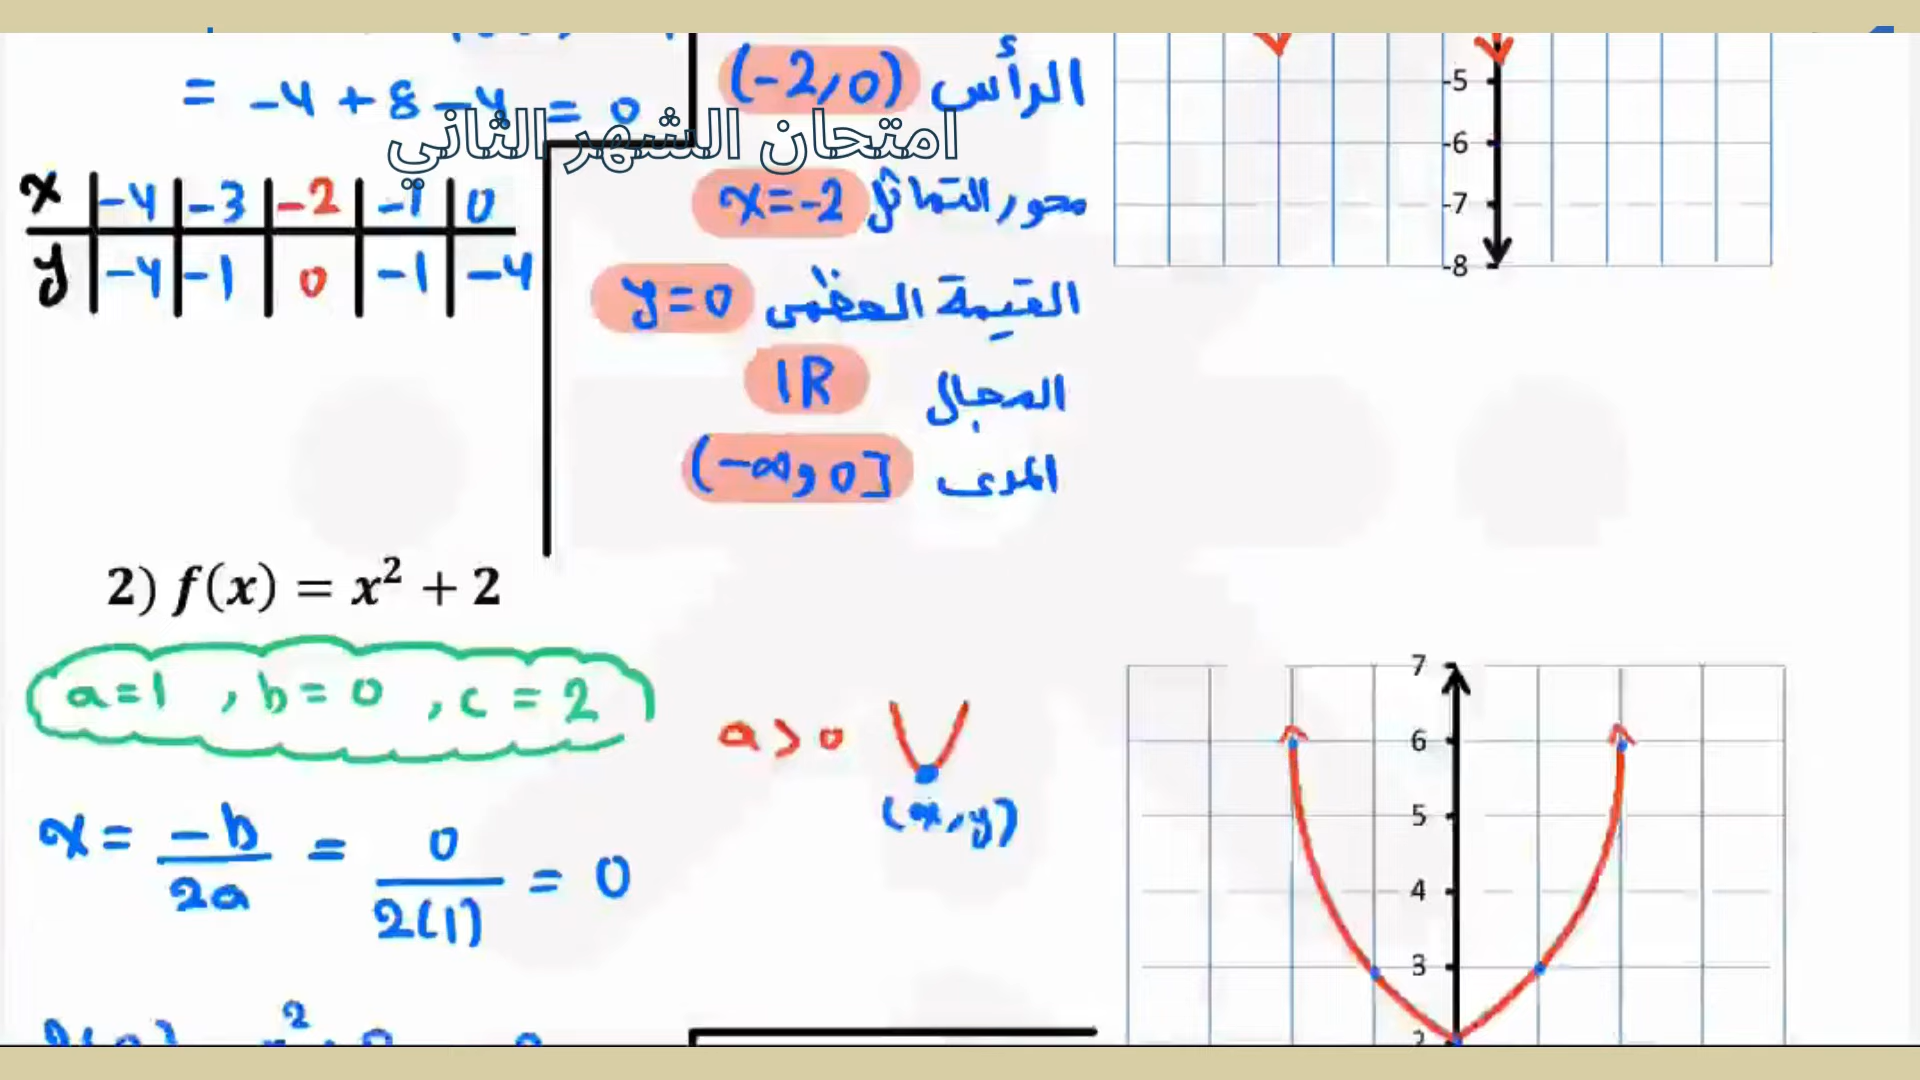 = -4 + 8 - 4 = 0
امتحان الشهر الثاني
x -4 -3 -2 -1 0
y -4 -1 0 -1 -4
الرأس (-2, 0)
محور التماثل x = -2
القيمة العظمى y = 0
المجال IR
المدى (-∞, 0]
-5
-6
-7
-8
2) f(x) = x² + 2
a = 1 , b = 0 , c = 2
a > 0
(x, y)
x = -b/2a = 0/2(1) = 0
7
6
5
4
3